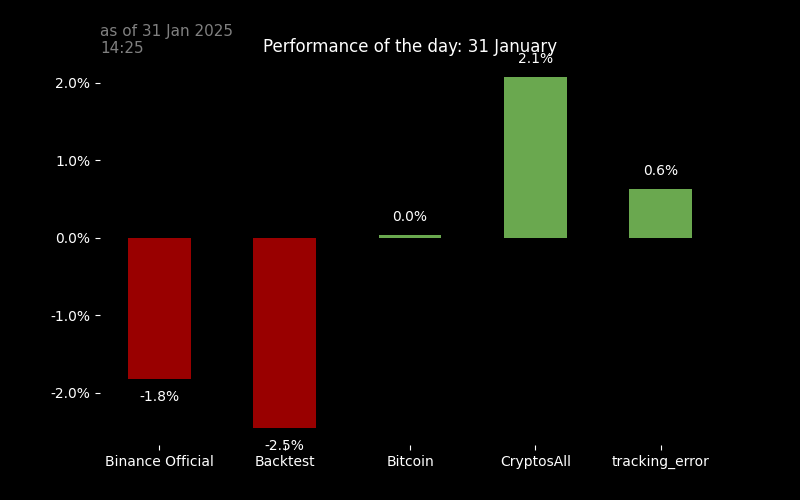 as of 31 Jan 2025
14:25
Performance of the day: 31 January
2.1%
2.0%
1.0%
0.6%
0.0%
0.0%
-1.0%
-2.0%
-1.8%
-2.5%
Binance Official
Backtest
Bitcoin
CryptosAll
tracking_error